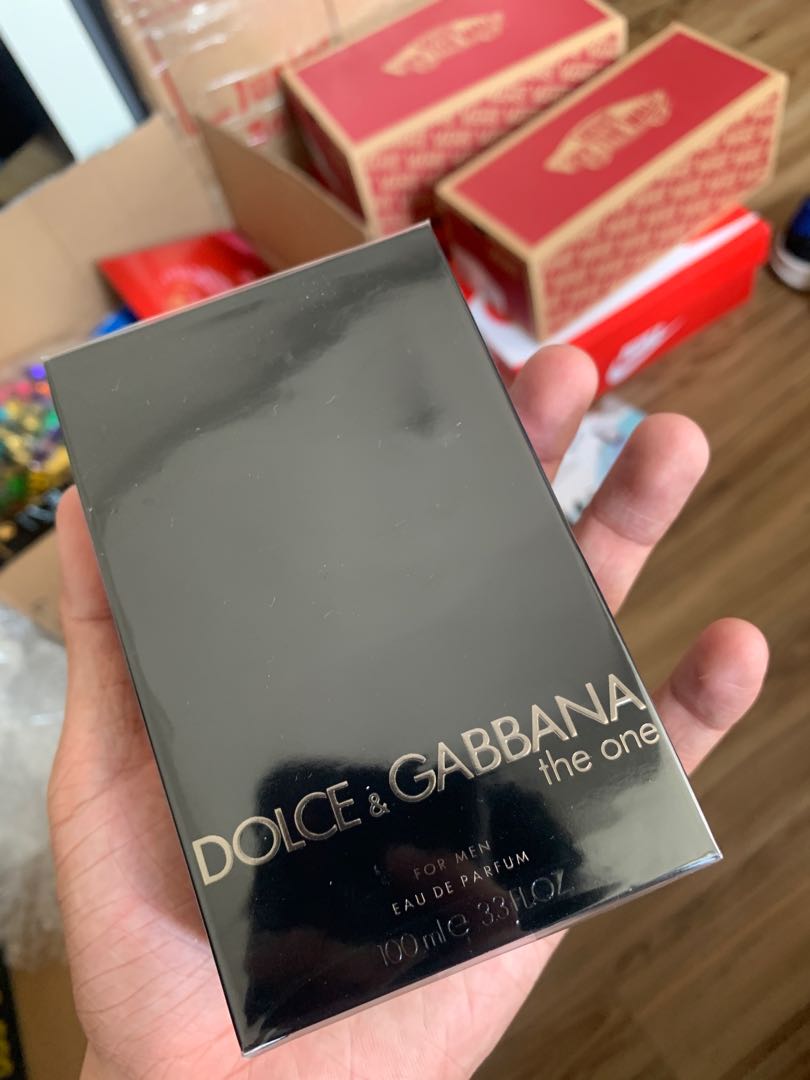 DOLCE & GABBANA
the one
FOR MEN
EAU DE PARFUM
100 ml e 3.3 FL.OZ.